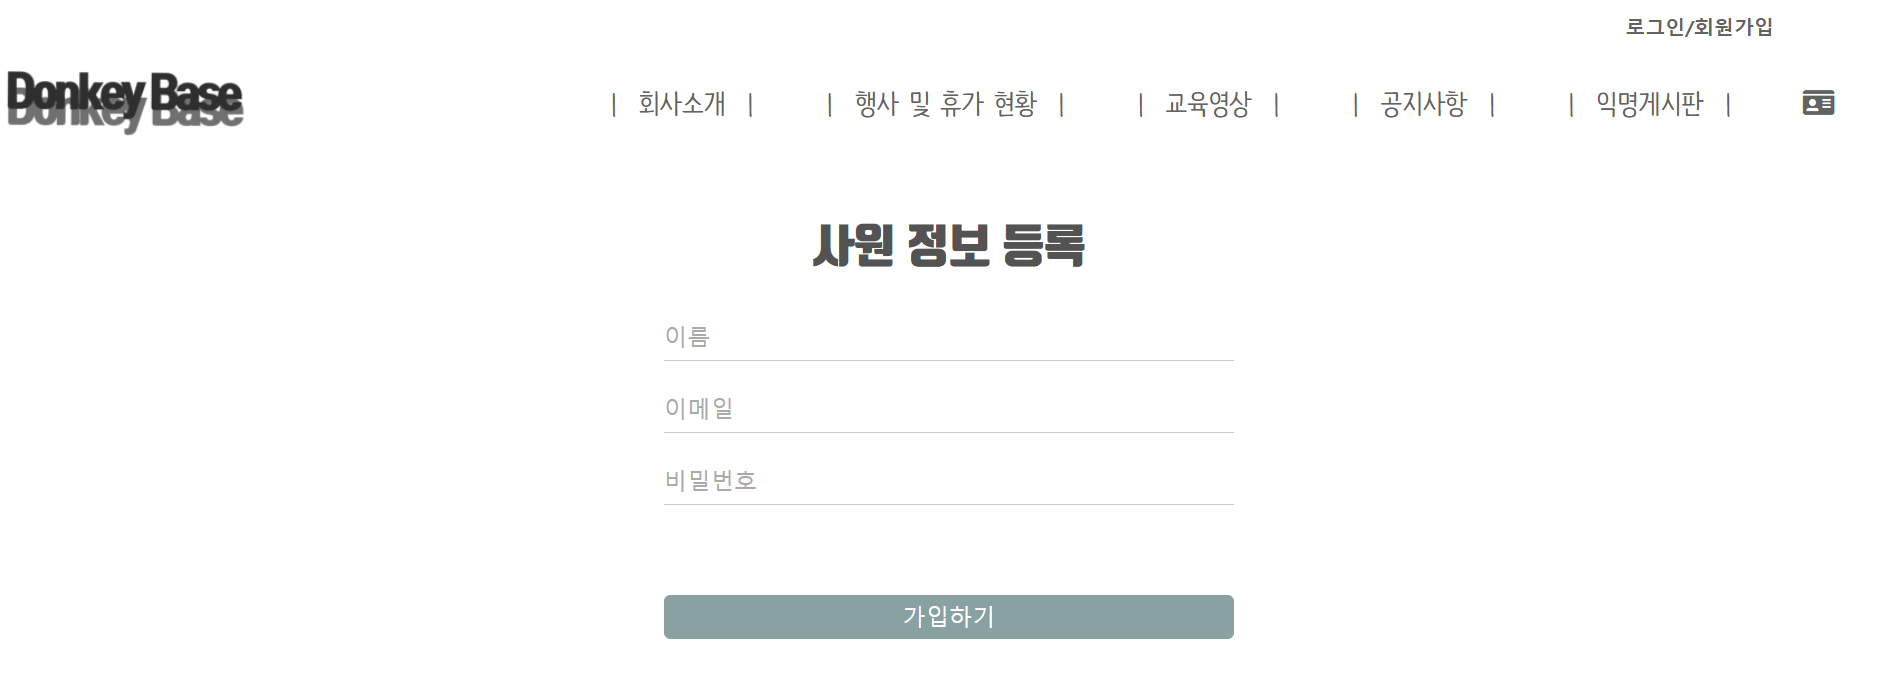 로그인/회원가입
Donkey Base
| 회사소개 | | 행사 및 휴가 현황 | | 교육영상 | | 공지사항 | | 익명게시판 |
사원 정보 등록
이름
이메일
비밀번호
가입하기